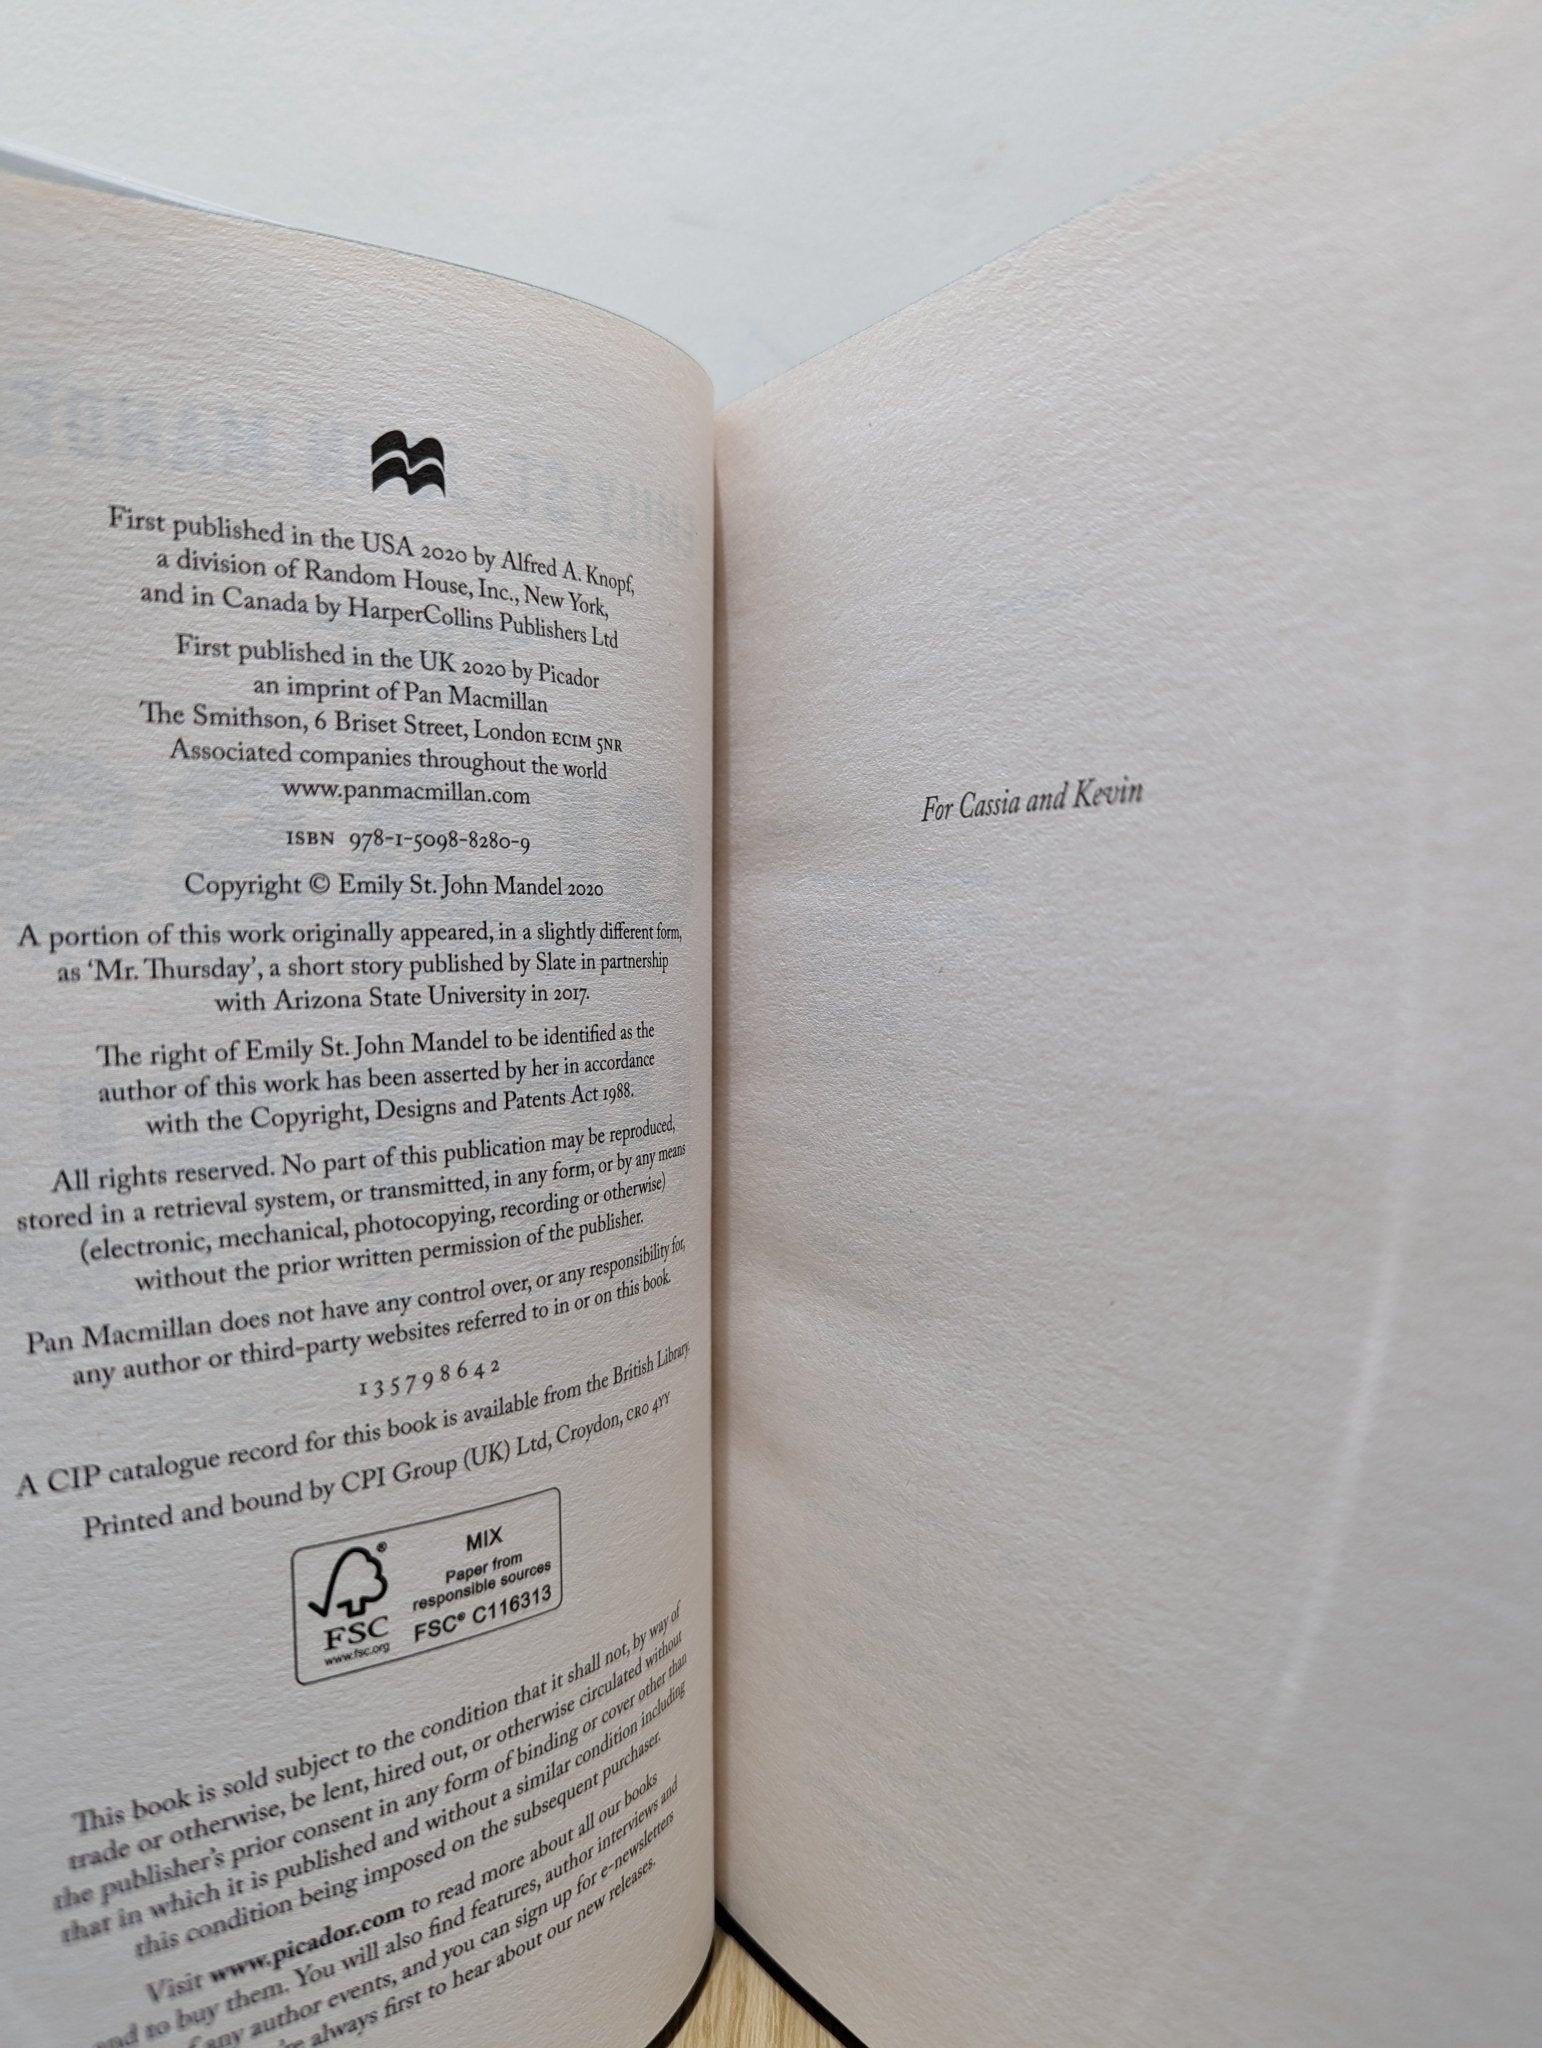 First published in the USA 2020 by Alfred A. Knopf,
a division of Random House, Inc., New York,
and in Canada by HarperCollins Publishers Ltd
First published in the UK 2020 by Picador
an imprint of Pan Macmillan
The Smithson, 6 Briset Street, London EC1M 5NR
Associated companies throughout the world
www.panmacmillan.com
ISBN 978-1-5098-8280-9
Copyright © Emily St. John Mandel 2020
A portion of this work originally appeared, in a slightly different form,
as ‘Mr. Thursday’, a short story published by Slate in partnership
with Arizona State University in 2017.
The right of Emily St. John Mandel to be identified as the
author of this work has been asserted by her in accordance
with the Copyright, Designs and Patents Act 1988.
All rights reserved. No part of this publication may be reproduced,
stored in a retrieval system, or transmitted, in any form, or by any means
(electronic, mechanical, photocopying, recording or otherwise)
without the prior written permission of the publisher.
Pan Macmillan does not have any control over, or any responsibility for,
any author or third-party websites referred to in or on this book.
1 3 5 7 9 8 6 4 2
A CIP catalogue record for this book is available from the British Library.
Printed and bound by CPI Group (UK) Ltd, Croydon, CR0 4YY
MIX
Paper from
responsible sources
FSC® C116313
®
FSC
www.fsc.org
This book is sold subject to the condition that it shall not, by way of
trade or otherwise, be lent, hired out, or otherwise circulated without
the publisher’s prior consent in any form of binding or cover other than
that in which it is published and without a similar condition including
this condition being imposed on the subsequent purchaser.
Visit www.picador.com to read more about all our books
and to buy them. You will also find features, author interviews and
of any author events, and you can sign up for e-newsletters
always first to hear about our new releases.
For Cassia and Kevin